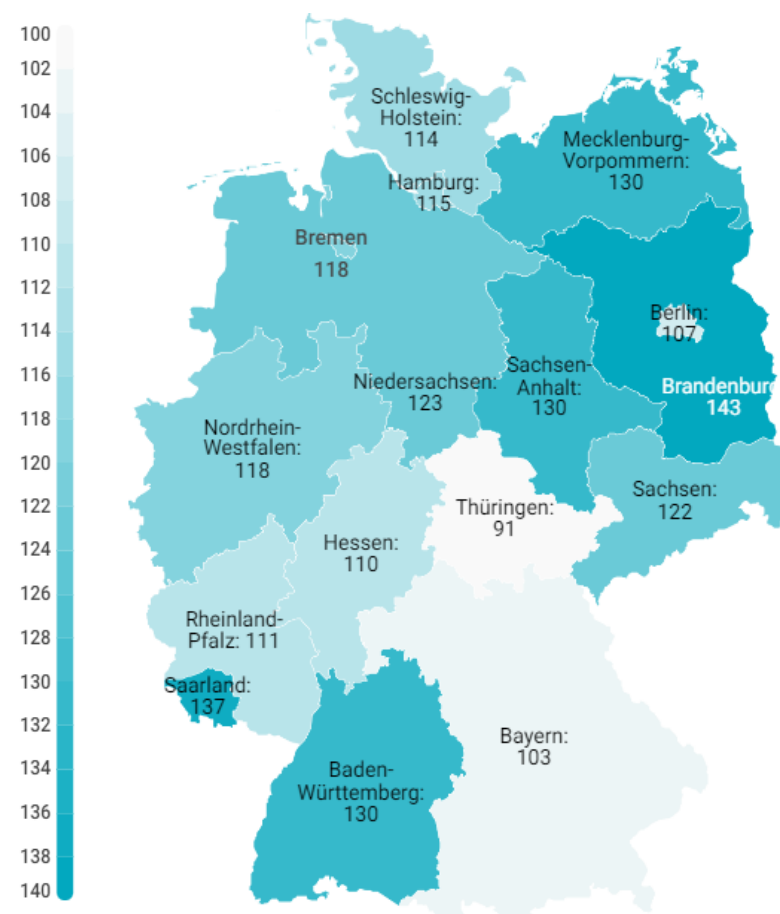 100
102
104
106
108
110
112
114
116
118
120
122
124
126
128
130
132
134
136
138
140
Schleswig-
Holstein:
114
Mecklenburg-
Vorpommern:
130
Hamburg:
115
Bremen
118
Berlin:
107
Brandenburg
143
Niedersachsen:
123
Sachsen-
Anhalt:
130
Nordrhein-
Westfalen:
118
Sachsen:
122
Thüringen:
91
Hessen:
110
Rheinland-
Pfalz: 111
Saarland:
137
Bayern:
103
Baden-
Württemberg:
130